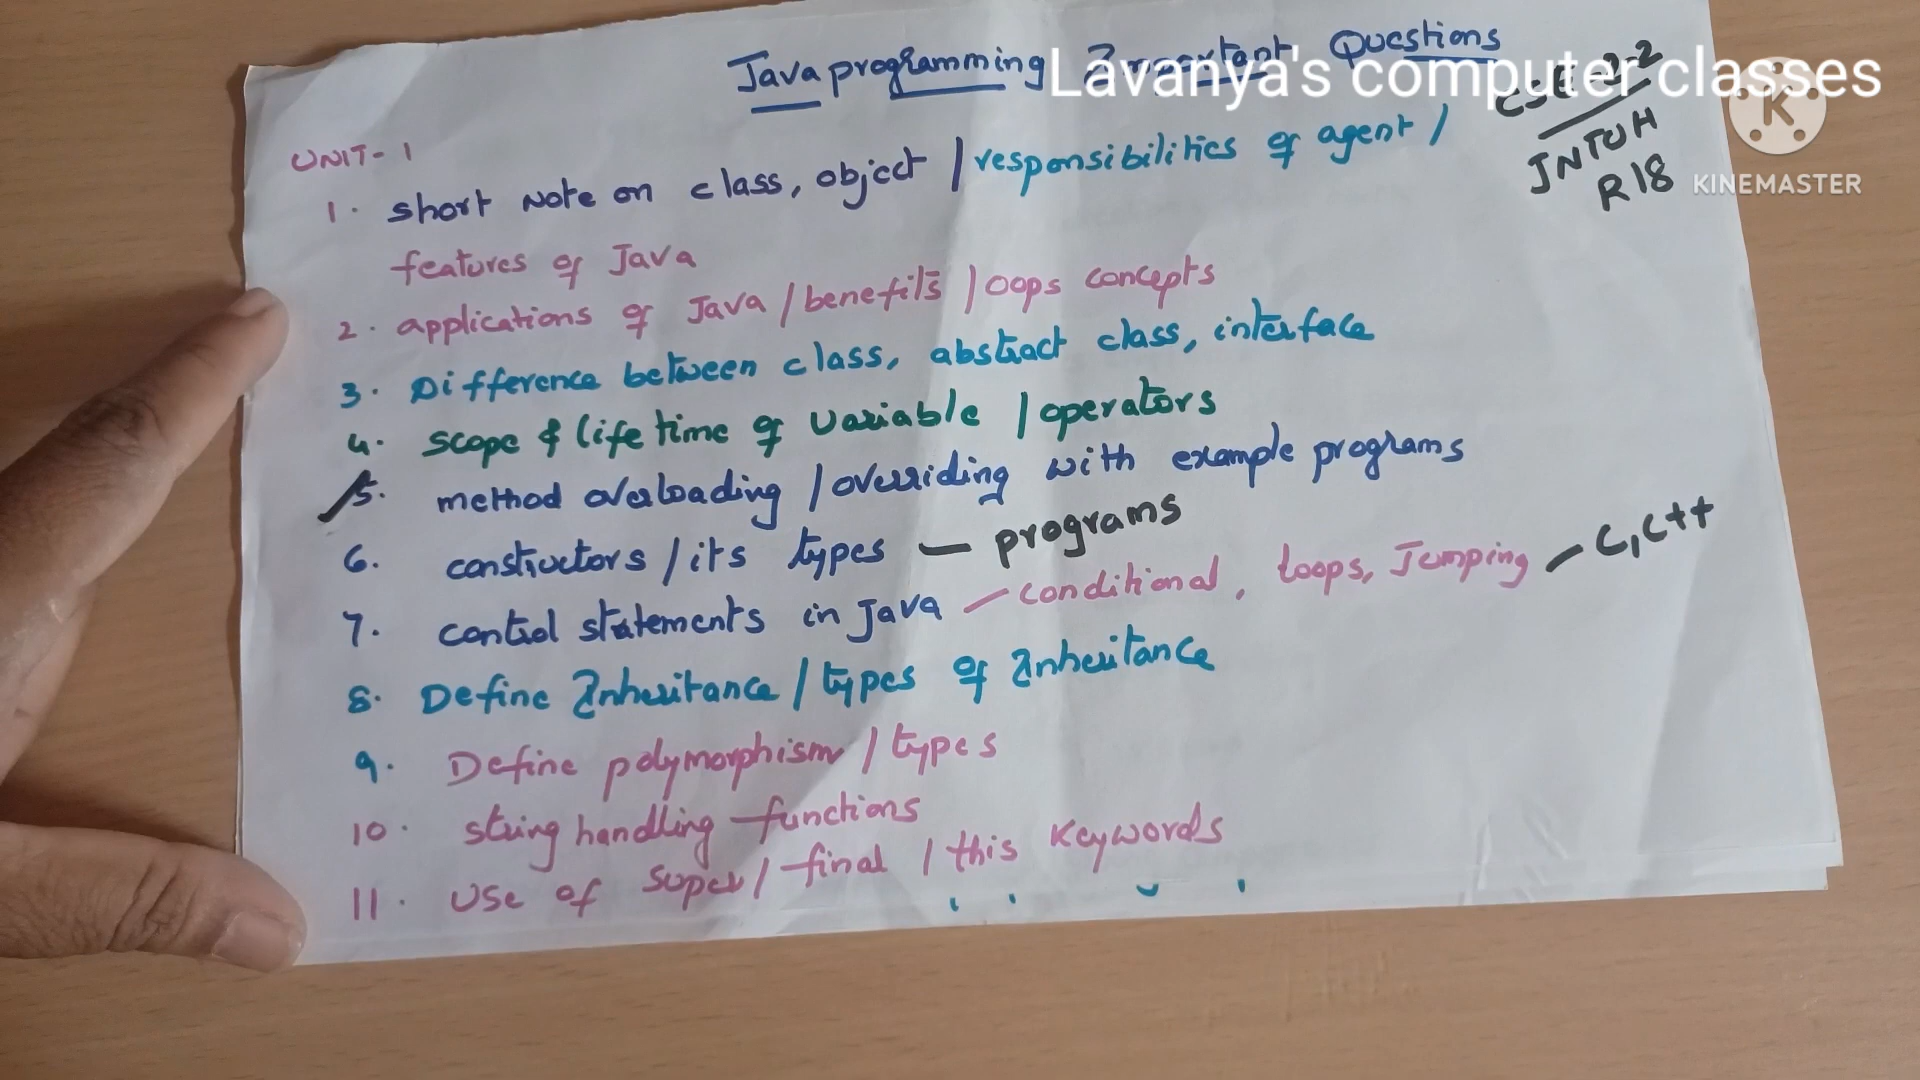 Java programming Important Questions
Lavanya's computer classes
CSE 2-2
JNTUH
R18
KINEMASTER
UNIT-1
1. short note on class, object / responsibilities of agent /
features of Java
2. applications of Java / benefits / oops concepts
3. Difference between class, abstract class, interface
4. scope & life time of variable / operators
5. method overloading / overriding with example programs
6. constructors / its types — programs
7. control statements in Java — conditional, loops, Jumping — C, C++
8. Define Inheritance / types of Inheritance
9. Define polymorphism / types
10. string handling functions
11. use of super / final / this keywords